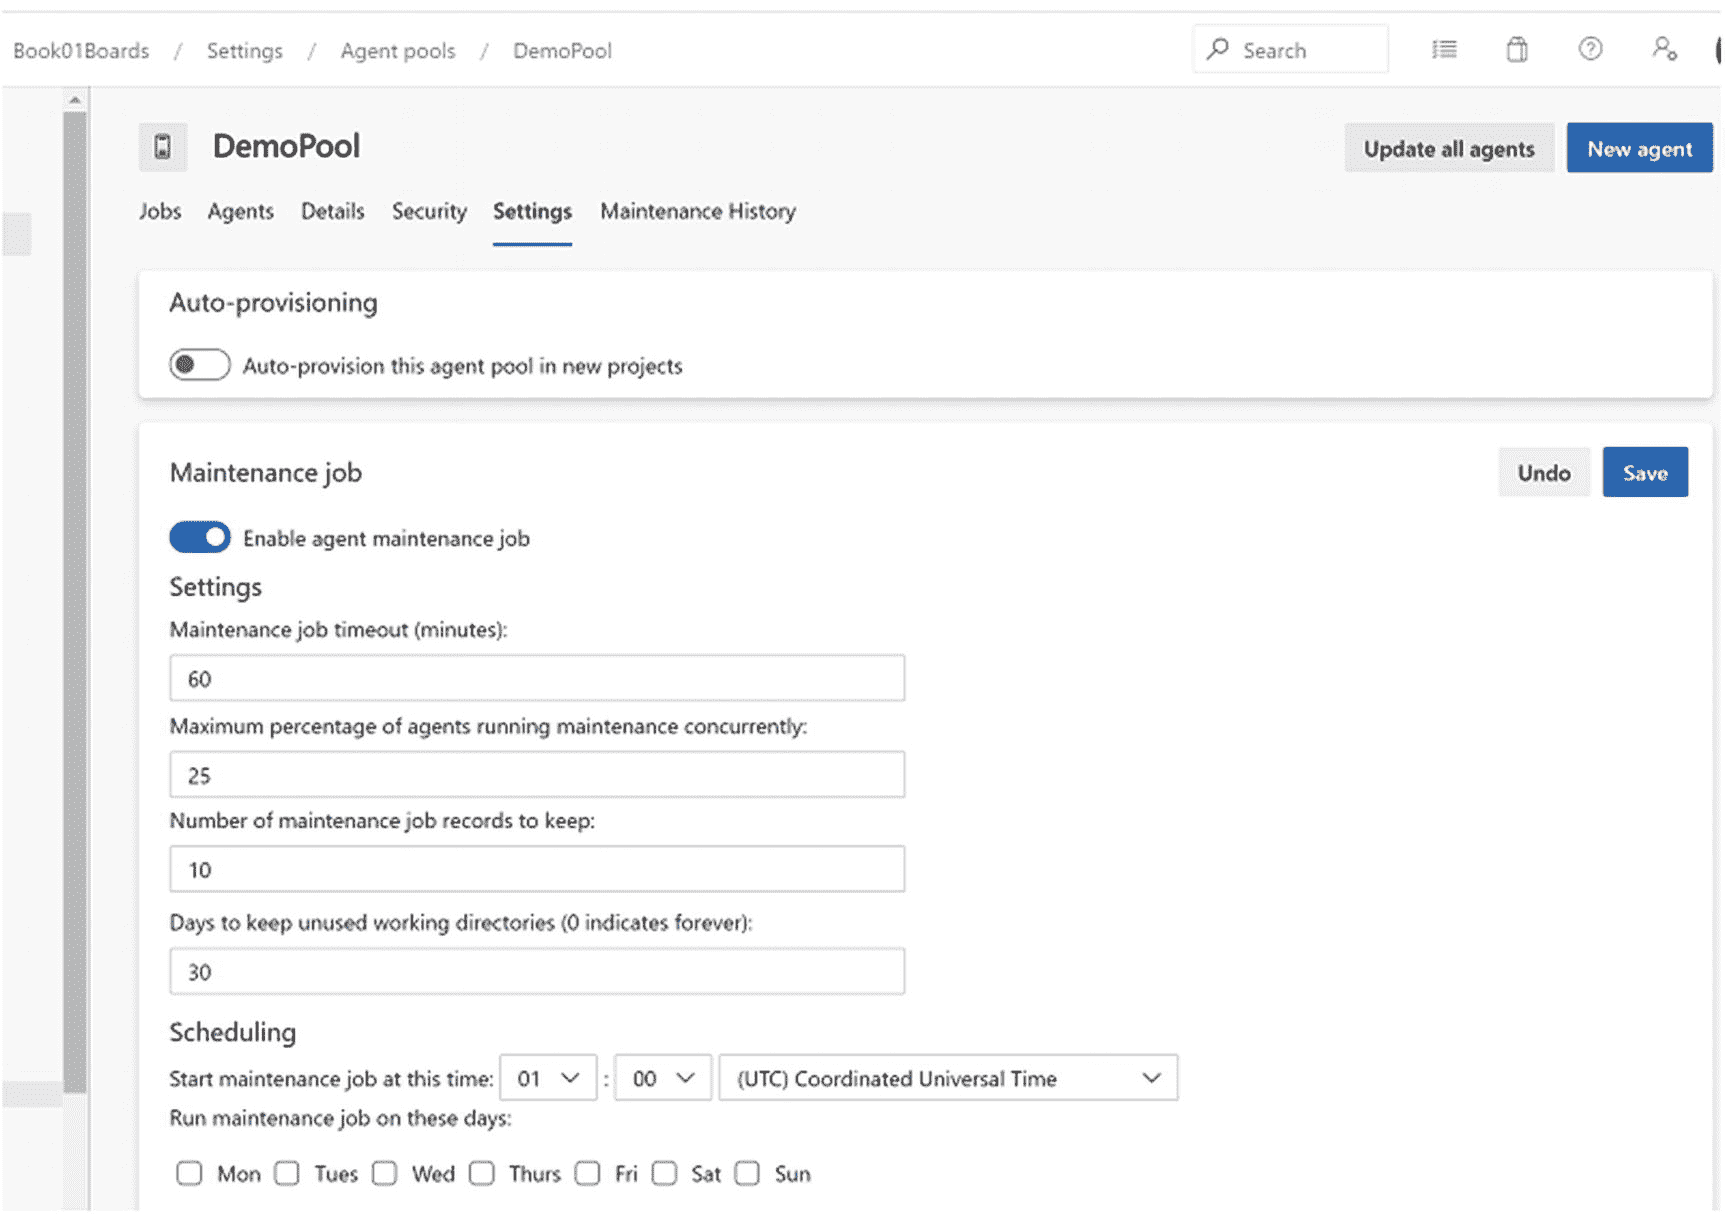 Book01Boards / Settings / Agent pools / DemoPool Search
DemoPool Update all agents New agent
Jobs Agents Details Security Settings Maintenance History
Auto-provisioning
Auto-provision this agent pool in new projects
Maintenance job Undo Save
Enable agent maintenance job
Settings
Maintenance job timeout (minutes):
60
Maximum percentage of agents running maintenance concurrently:
25
Number of maintenance job records to keep:
10
Days to keep unused working directories (0 indicates forever):
30
Scheduling
Start maintenance job at this time: 01 : 00 (UTC) Coordinated Universal Time
Run maintenance job on these days:
Mon Tues Wed Thurs Fri Sat Sun